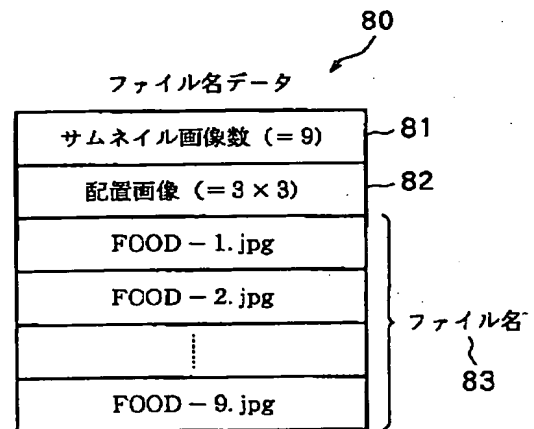 80
ファイル名データ
サムネイル画像数 (=9)
81
配置画像 (=3×3)
82
FOOD－1.jpg
FOOD－2.jpg
FOOD－9.jpg
ファイル名
83